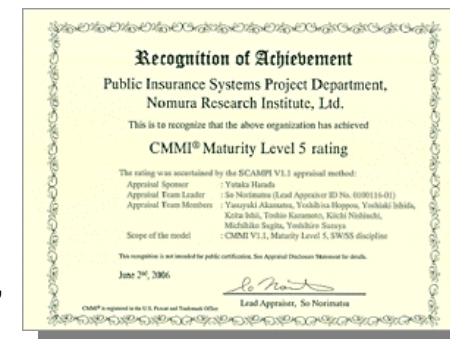 Recognition of Achievement
Public Insurance Systems Project Department,
Nomura Research Institute, Ltd.
This is to recognize that the above organization has achieved
CMMI® Maturity Level 5 rating
The rating was ascertained by the SCAMPI V1.1 appraisal method:
Appraisal Sponsor : Yutaka Harada
Appraisal Team Leader : So Norimatsu (Lead Appraiser ID No. 0100116-01)
Appraisal Team Members : Yasuyuki Akamatsu, Yoshihisa Hoppou, Yoshiaki Ishida,
Keita Ishii, Toshio Karamoto, Kiichi Nishiuchi,
Michihiko Sugita, Yoshihiro Suzuya
Scope of the model : CMMI V1.1, Maturity Level 5, SW/SS discipline
This recognition is not intended for public certification. See Appraisal Disclosure Statement for details.
June 2nd, 2006
So Norimatsu
Lead Appraiser, So Norimatsu
CMMI® is registered in the U.S. Patent and Trademark Office